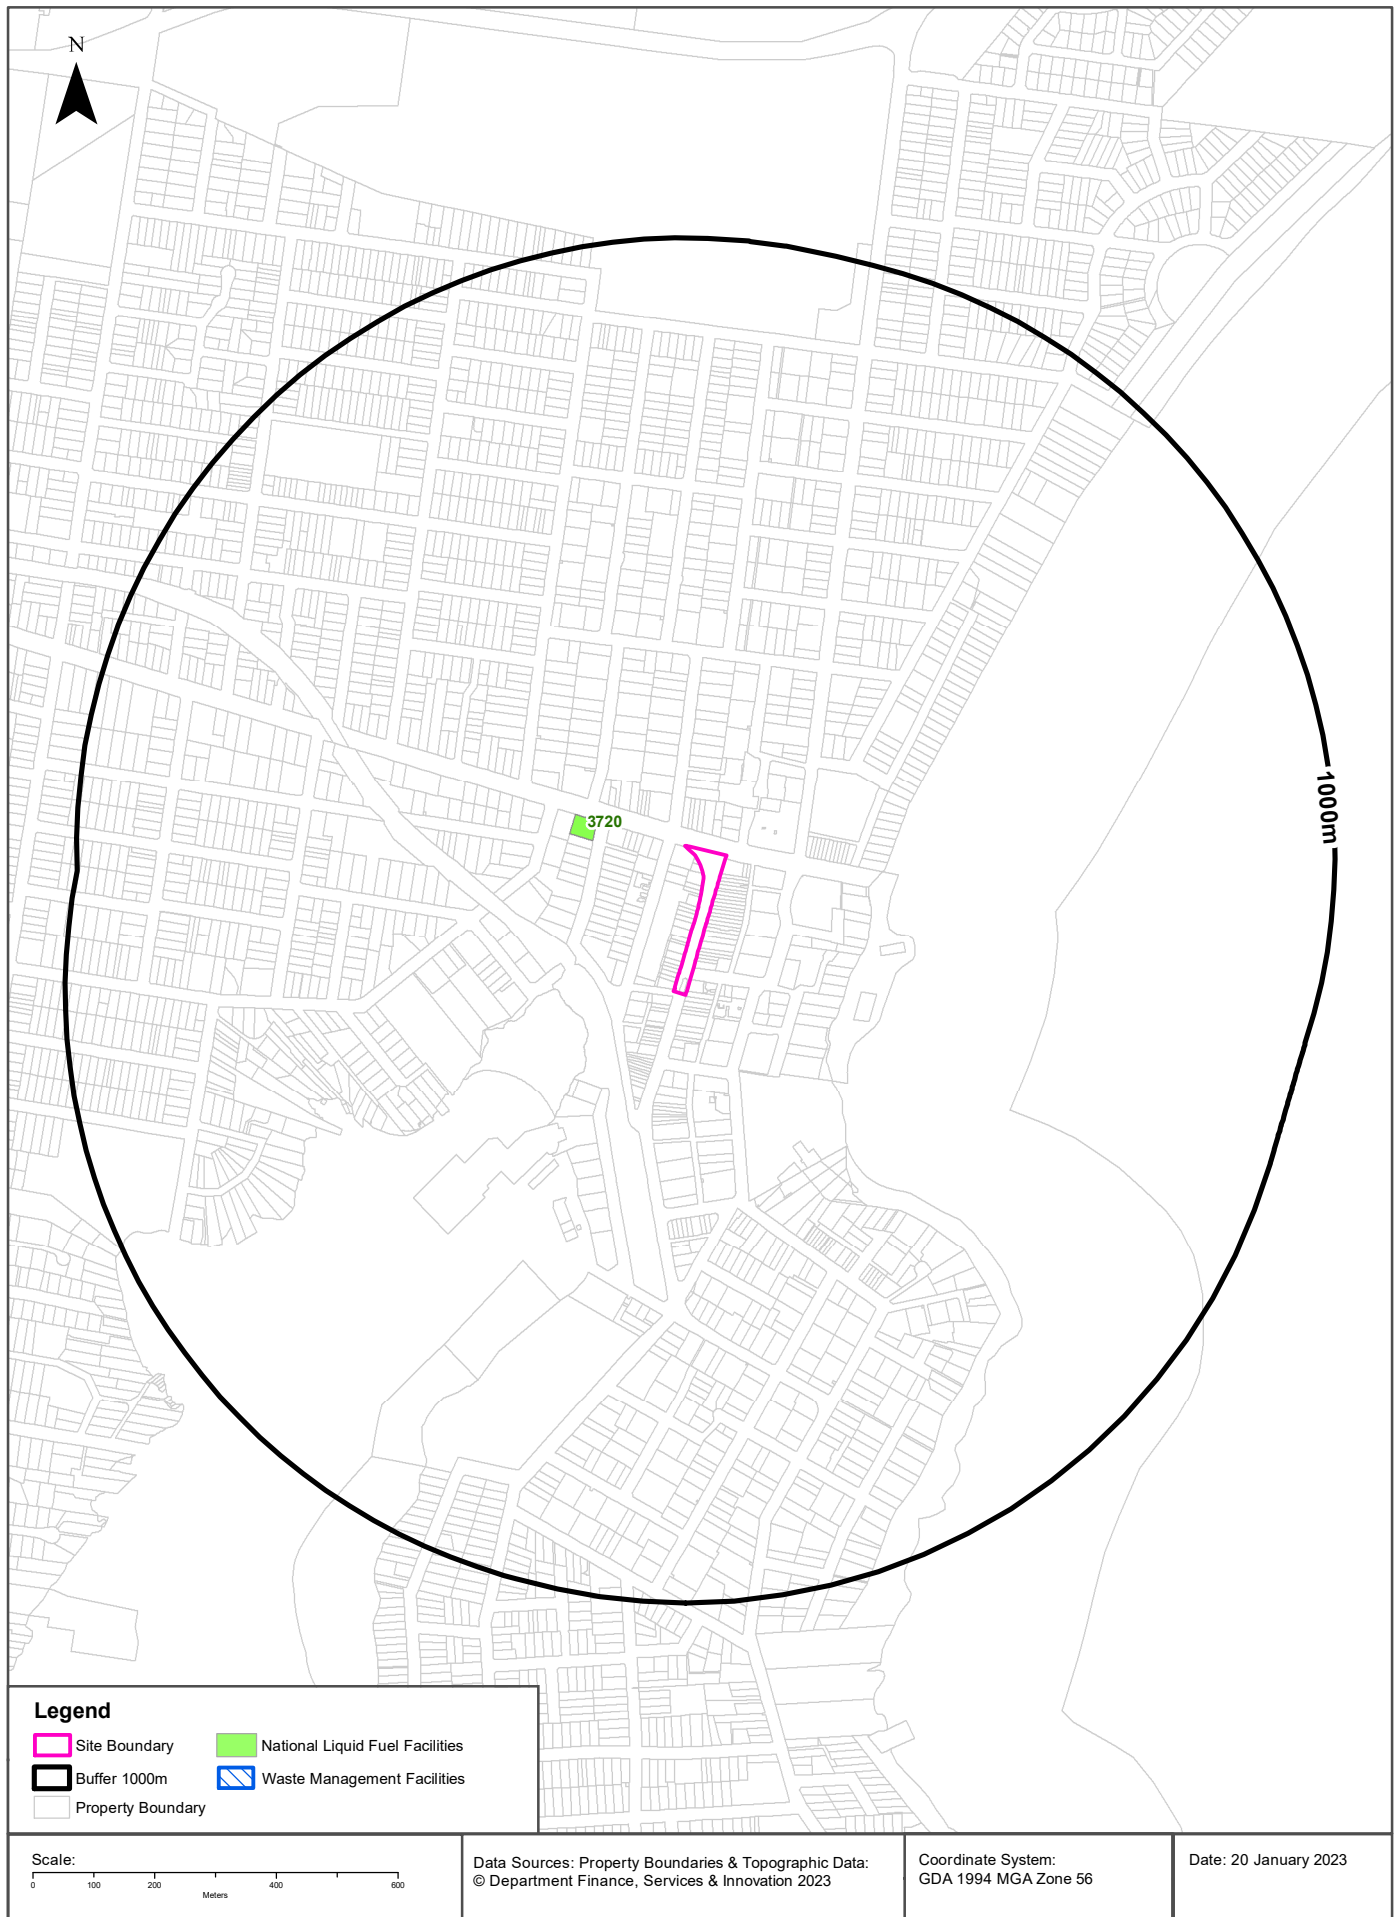 N
3720
1000m
Legend
Site Boundary
National Liquid Fuel Facilities
Buffer 1000m
Waste Management Facilities
Property Boundary
Scale:
0 100 200 400 600
Meters
Data Sources: Property Boundaries & Topographic Data:
© Department Finance, Services & Innovation 2023
Coordinate System:
GDA 1994 MGA Zone 56
Date: 20 January 2023